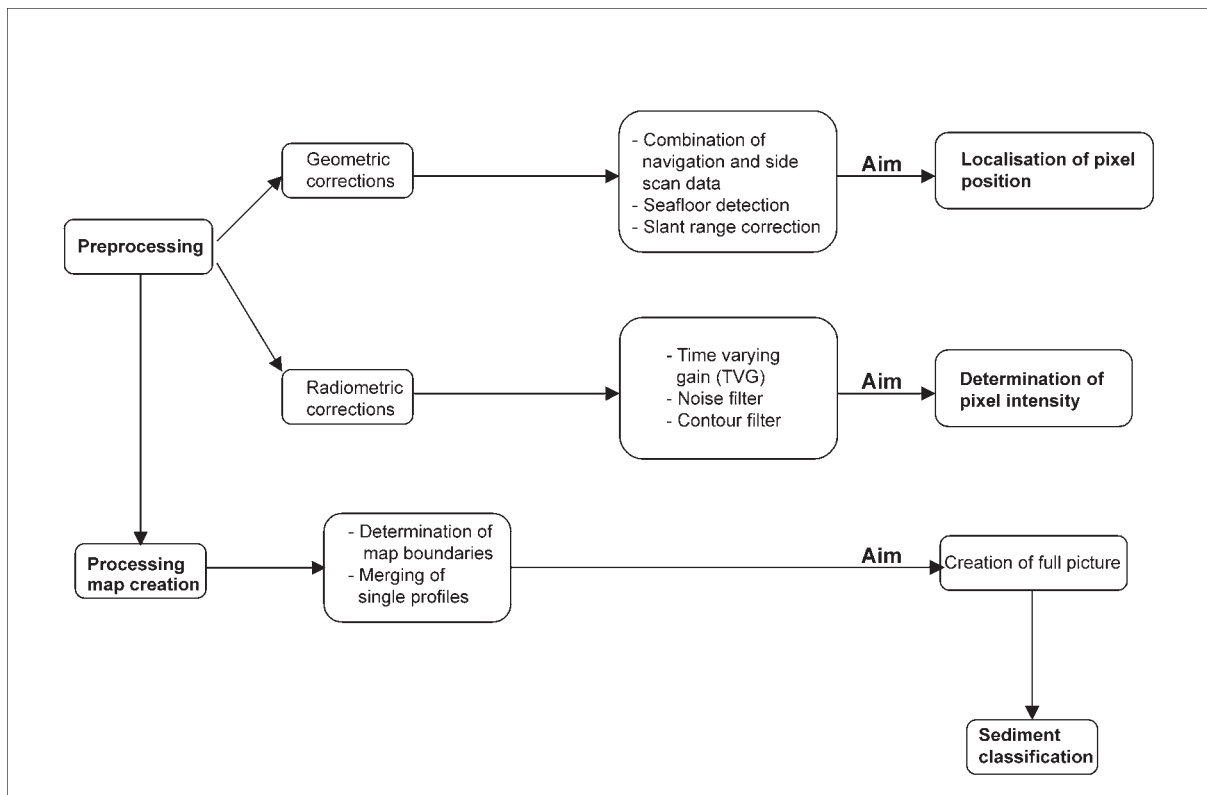 Preprocessing
Geometric
corrections
- Combination of
navigation and side
scan data
- Seafloor detection
- Slant range correction
Aim
Localisation of pixel
position
Radiometric
corrections
- Time varying
gain (TVG)
- Noise filter
- Contour filter
Aim
Determination of
pixel intensity
Processing
map creation
- Determination of
map boundaries
- Merging of
single profiles
Aim
Creation of full picture
Sediment
classification